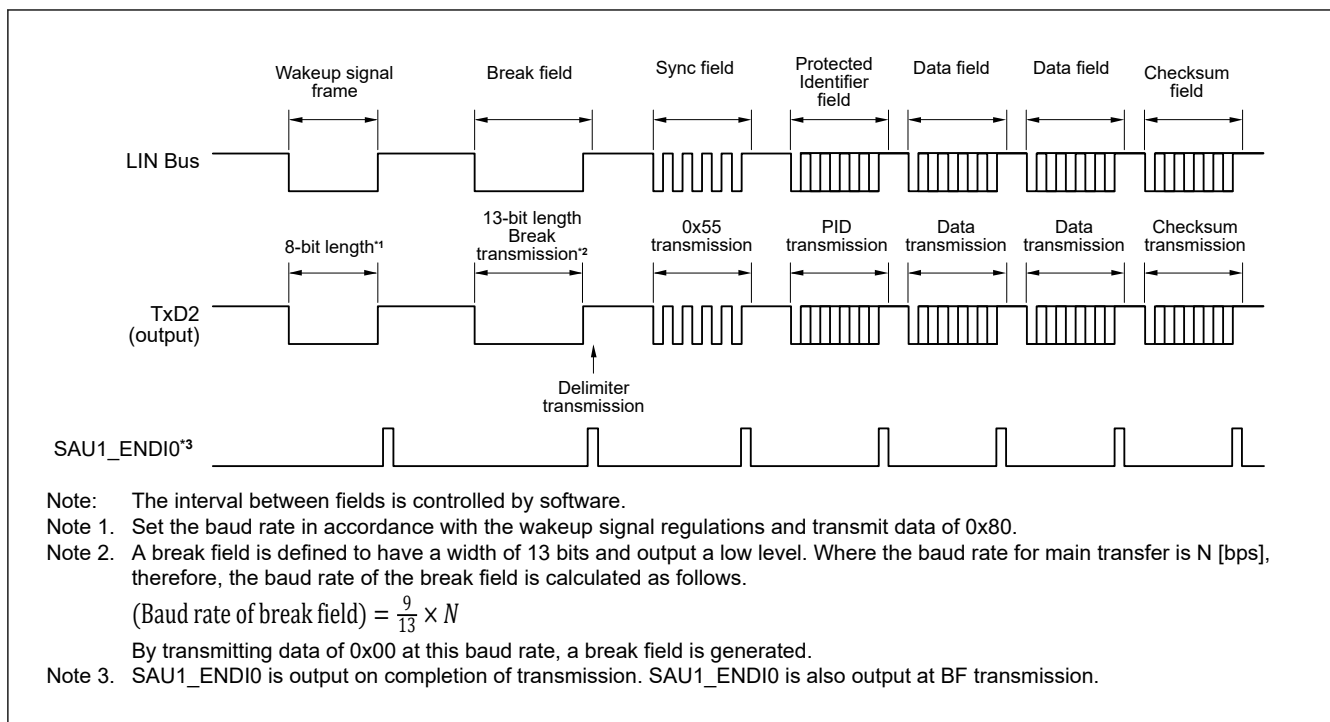 Wakeup signal
frame
Break field
Sync field
Protected
Identifier
field
Data field
Data field
Checksum
field
LIN Bus
8-bit length*1
13-bit length
Break
transmission*2
0x55
transmission
PID
transmission
Data
transmission
Data
transmission
Checksum
transmission
TxD2
(output)
Delimiter
transmission
SAU1_ENDI0*3
Note: The interval between fields is controlled by software.
Note 1. Set the baud rate in accordance with the wakeup signal regulations and transmit data of 0x80.
Note 2. A break field is defined to have a width of 13 bits and output a low level. Where the baud rate for main transfer is N [bps],
therefore, the baud rate of the break field is calculated as follows.
(Baud rate of break field) = 9/13 × N
By transmitting data of 0x00 at this baud rate, a break field is generated.
Note 3. SAU1_ENDI0 is output on completion of transmission. SAU1_ENDI0 is also output at BF transmission.